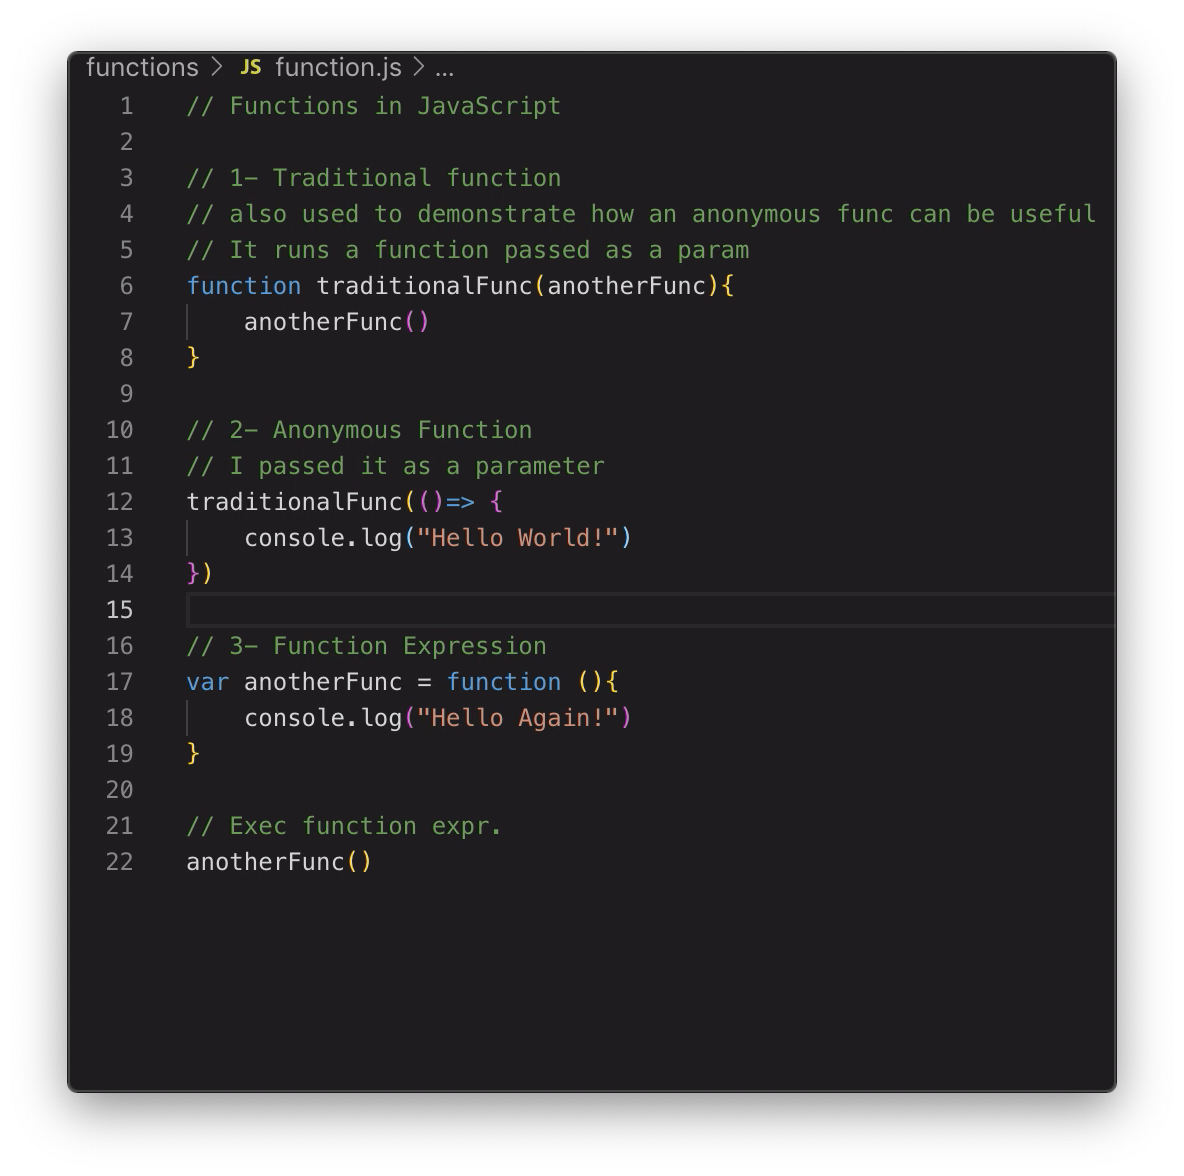 functions > JS function.js > ...
1 // Functions in JavaScript
2
3 // 1- Traditional function
4 // also used to demonstrate how an anonymous func can be useful
5 // It runs a function passed as a param
6 function traditionalFunc(anotherFunc){
7     anotherFunc()
8 }
9
10 // 2- Anonymous Function
11 // I passed it as a parameter
12 traditionalFunc(()=> {
13     console.log("Hello World!")
14 })
15
16 // 3- Function Expression
17 var anotherFunc = function (){
18     console.log("Hello Again!")
19 }
20
21 // Exec function expr.
22 anotherFunc()